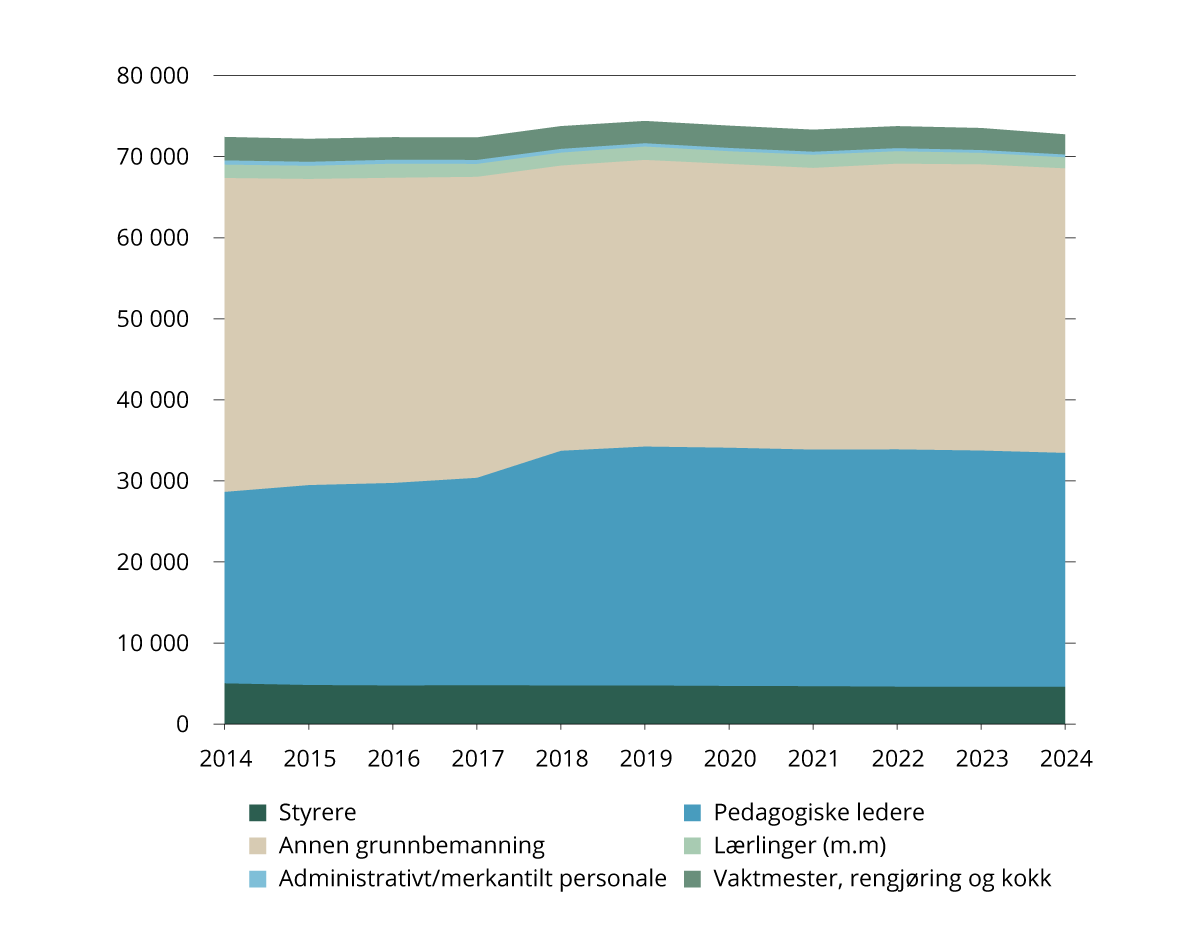 80 000
70 000
60 000
50 000
40 000
30 000
20 000
10 000
0
2014 2015 2016 2017 2018 2019 2020 2021 2022 2023 2024
Styrere Pedagogiske ledere
Annen grunnbemanning Lærlinger (m.m)
Administrativt/merkantilt personale Vaktmester, rengjøring og kokk